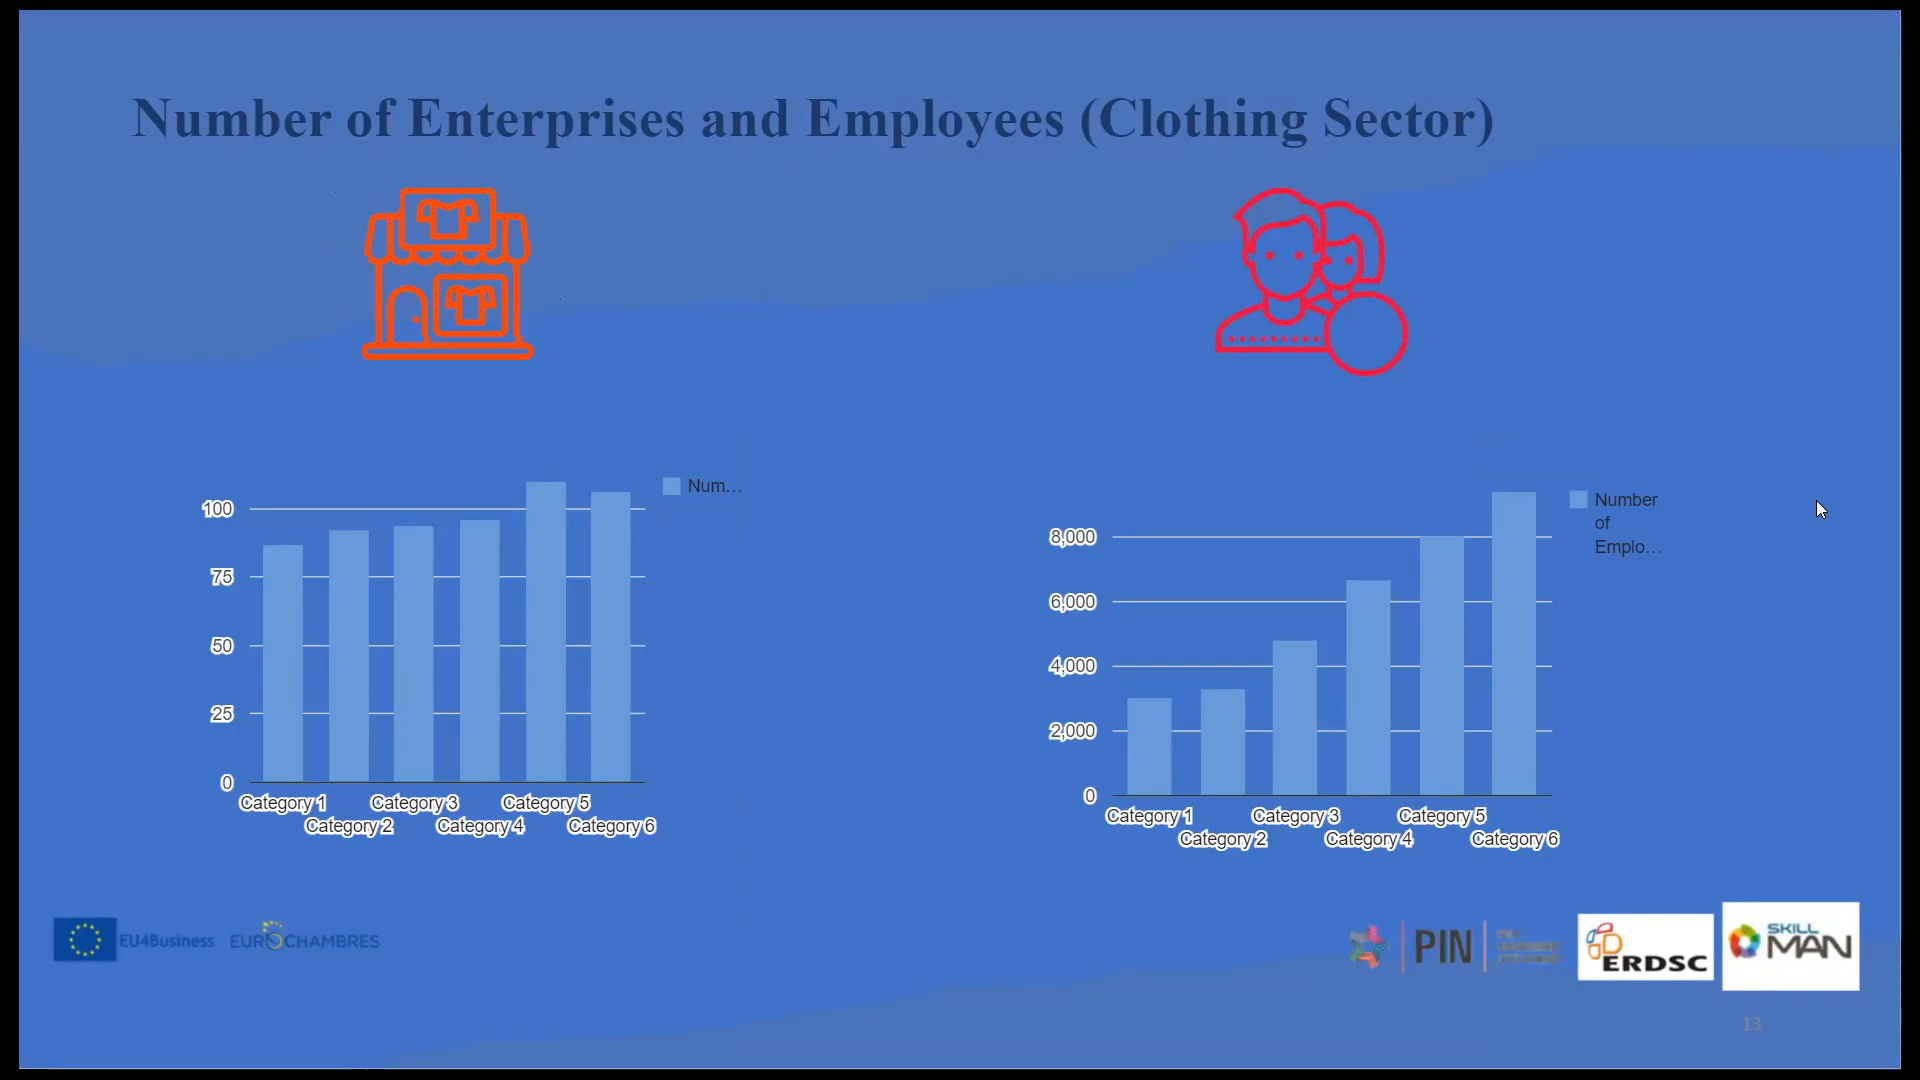 Number of Enterprises and Employees (Clothing Sector)
Num...
100
75
50
25
0
Category 1
Category 2
Category 3
Category 4
Category 5
Category 6
Number
of
Emplo...
8,000
6,000
4,000
2,000
0
Category 1
Category 2
Category 3
Category 4
Category 5
Category 6
EU4Business
EUROCHAMBRES
PIN
ERDSC
SKILL
MAN
13